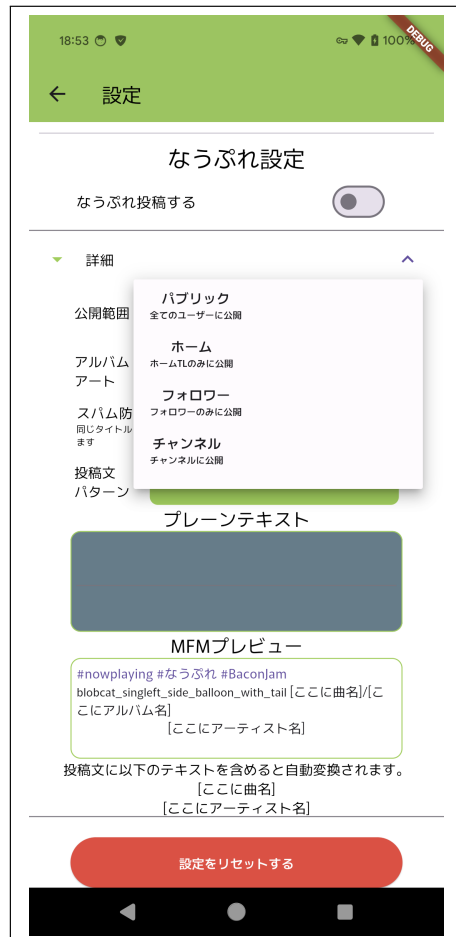 18:53
100%
DEBUG
設定
なうぷれ設定
なうぷれ投稿する
詳細
公開範囲
パブリック
全てのユーザーに公開
ホーム
ホームTLのみに公開
フォロワー
フォロワーのみに公開
チャンネル
チャンネルに公開
アルバム
アート
スパム防
同じタイトル
ます
投稿文
パターン
プレーンテキスト
MFMプレビュー
#nowplaying #なうぷれ #BaconJam
blobcat_singleft_side_balloon_with_tail [ここに曲名]/[こ
こにアルバム名]
[ここにアーティスト名]
投稿文に以下のテキストを含めると自動変換されます。
[ここに曲名]
[ここにアーティスト名]
設定をリセットする